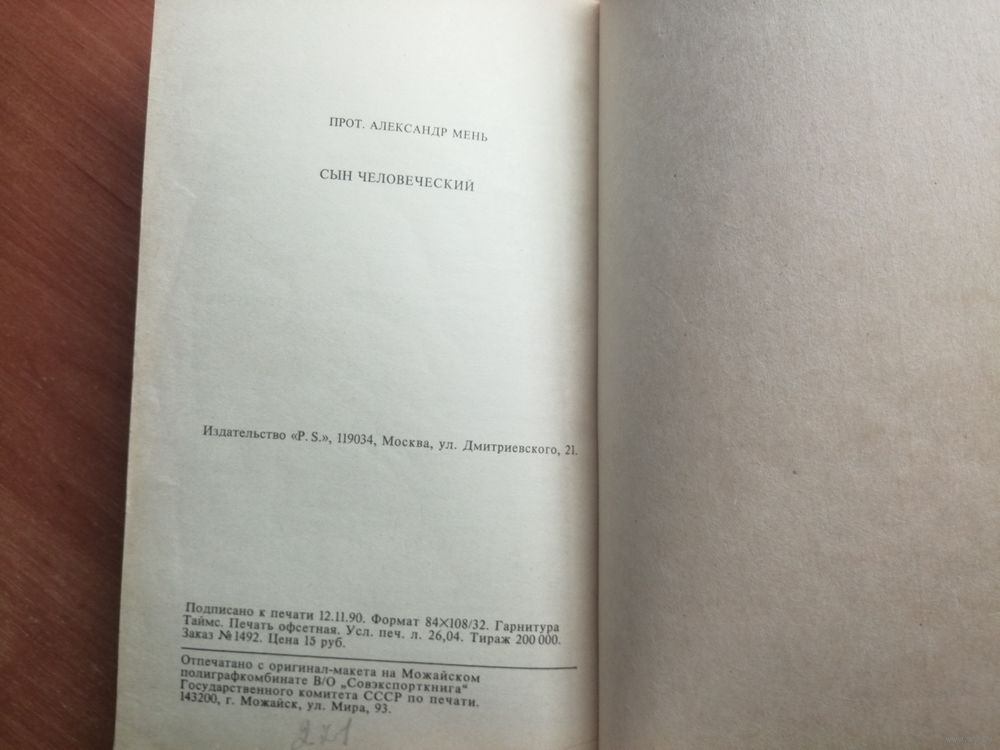 ПРОТ. АЛЕКСАНДР МЕНЬ
СЫН ЧЕЛОВЕЧЕСКИЙ
Издательство «P. S.», 119034, Москва, ул. Дмитриевского, 21.
Подписано к печати 12.11.90. Формат 84×108/32. Гарнитура
Таймс. Печать офсетная. Усл. печ. л. 26,04. Тираж 200 000.
Заказ № 1492. Цена 15 руб.
Отпечатано с оригинал-макета на Можайском
полиграфкомбинате В/О „Совэкспорткнига“
Государственного комитета СССР по печати.
143200, г. Можайск, ул. Мира, 93.